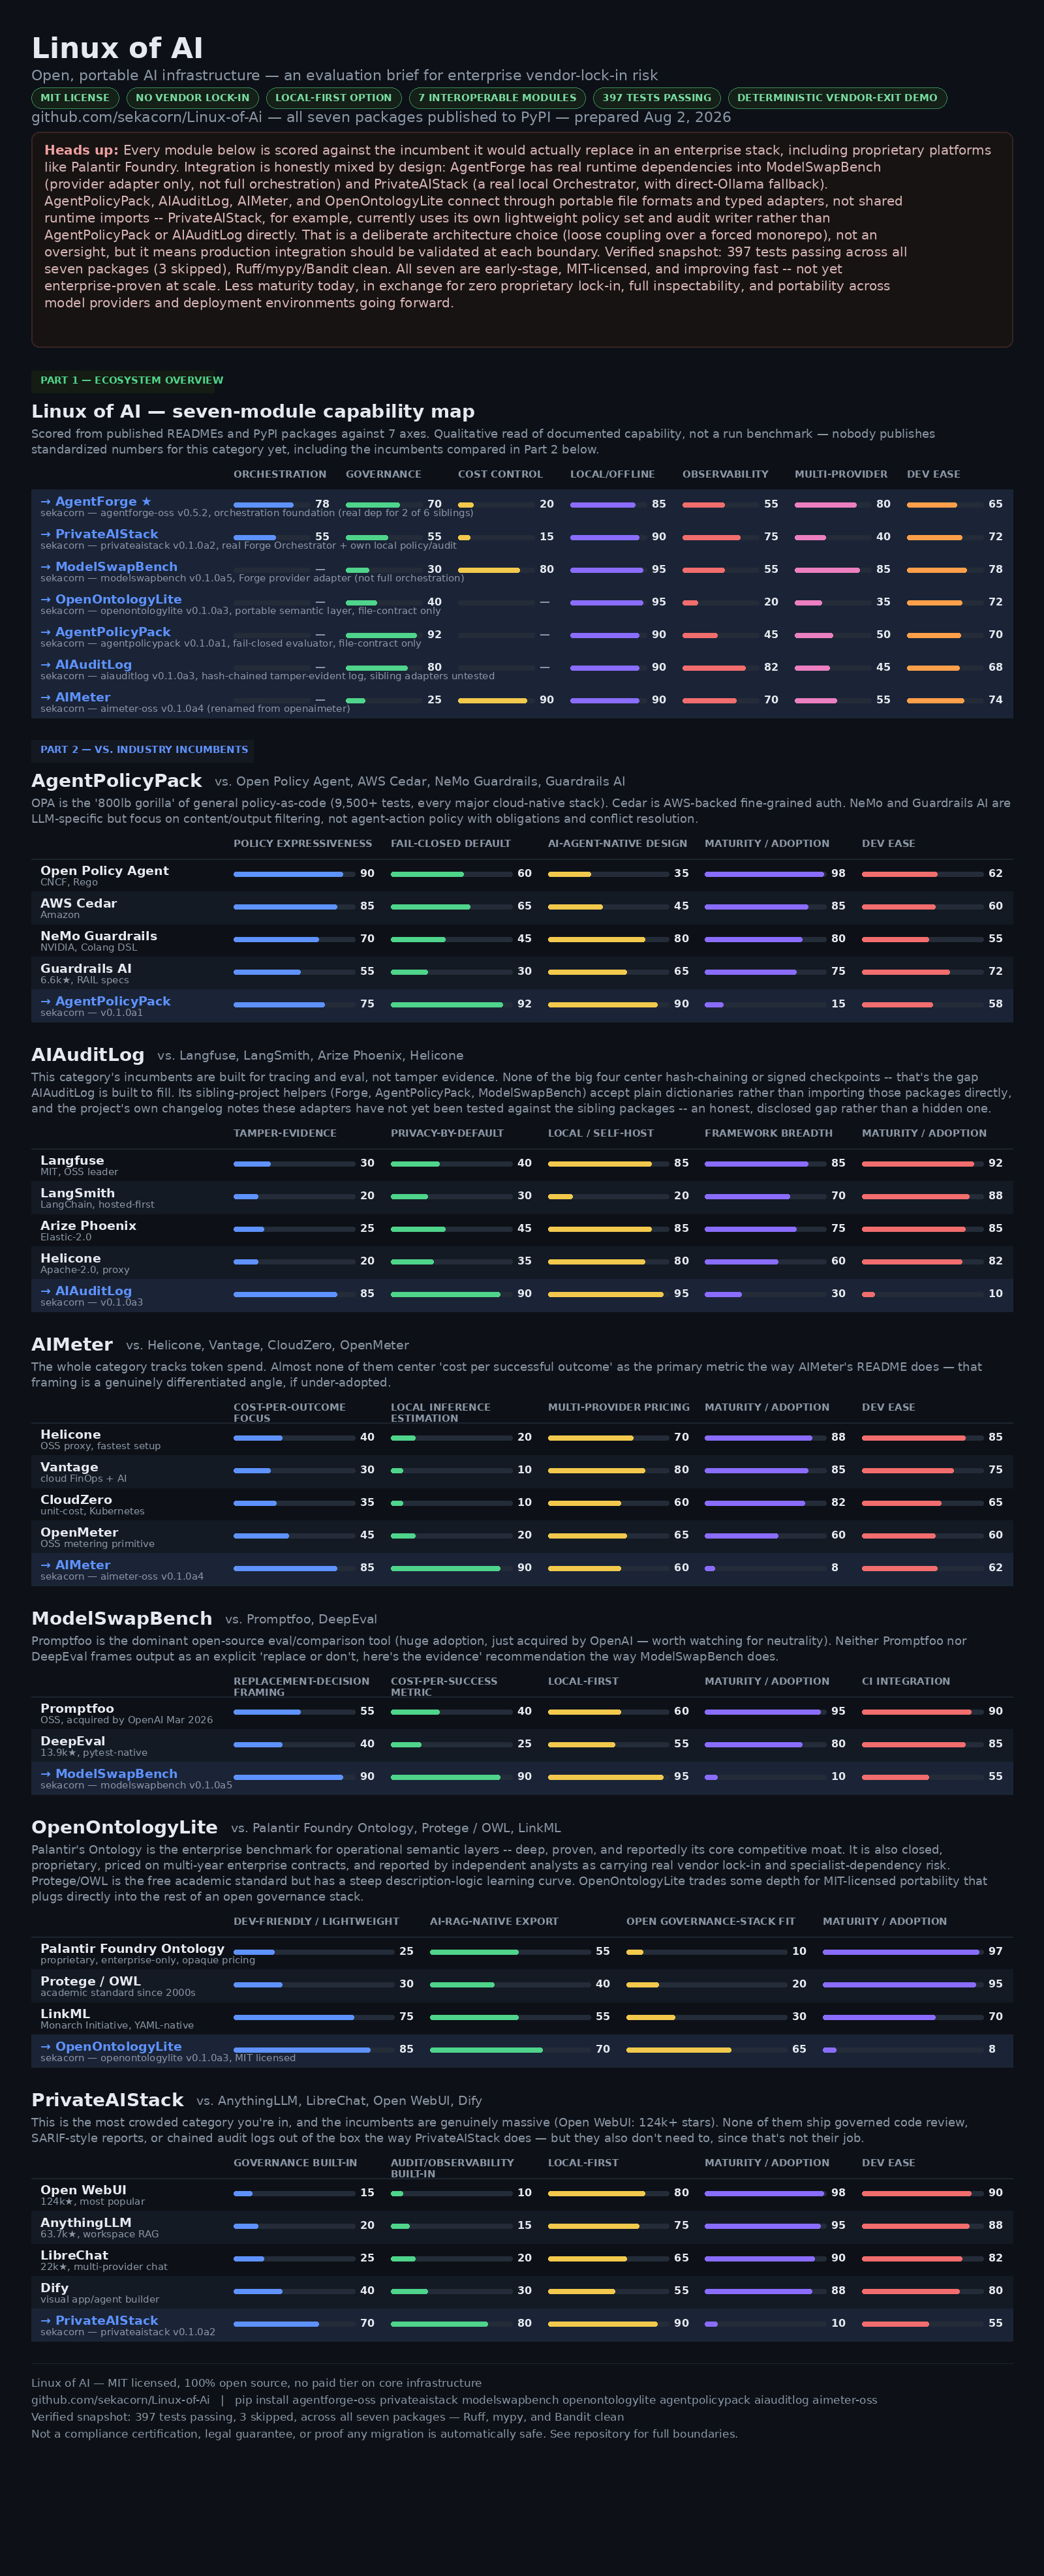 Linux of AI
Open, portable AI infrastructure — an evaluation brief for enterprise vendor-lock-in risk
MIT LICENSE NO VENDOR LOCK-IN LOCAL-FIRST OPTION 7 INTEROPERABLE MODULES 397 TESTS PASSING DETERMINISTIC VENDOR-EXIT DEMO
github.com/sekacorn/Linux-of-Ai — all seven packages published to PyPI — prepared Aug 2, 2026
Heads up: Every module below is scored against the incumbent it would actually replace in an enterprise stack, including proprietary platforms
like Palantir Foundry. Integration is honestly mixed by design: AgentForge has real runtime dependencies into ModelSwapBench
(provider adapter only, not full orchestration) and PrivateAIStack (a real local Orchestrator, with direct-Ollama fallback).
AgentPolicyPack, AIAuditLog, AIMeter, and OpenOntologyLite connect through portable file formats and typed adapters, not shared
runtime imports -- PrivateAIStack, for example, currently uses its own lightweight policy set and audit writer rather than
AgentPolicyPack or AIAuditLog directly. That is a deliberate architecture choice (loose coupling over a forced monorepo), not an
oversight, but it means production integration should be validated at each boundary. Verified snapshot: 397 tests passing across all
seven packages (3 skipped), Ruff/mypy/Bandit clean. All seven are early-stage, MIT-licensed, and improving fast -- not yet
enterprise-proven at scale. Less maturity today, in exchange for zero proprietary lock-in, full inspectability, and portability across
model providers and deployment environments going forward.
PART 1 — ECOSYSTEM OVERVIEW
Linux of AI — seven-module capability map
Scored from published READMEs and PyPI packages against 7 axes. Qualitative read of documented capability, not a run benchmark — nobody publishes
standardized numbers for this category yet, including the incumbents compared in Part 2 below.
ORCHESTRATION GOVERNANCE COST CONTROL LOCAL/OFFLINE OBSERVABILITY MULTI-PROVIDER DEV EASE
→ AgentForge ★ 78 70 20 85 55 80 65
sekacorn — agentforge-oss v0.5.2, orchestration foundation (real dep for 2 of 6 siblings)
→ PrivateAIStack 55 55 15 90 75 40 72
sekacorn — privateaistack v0.1.0a2, real Forge Orchestrator + own local policy/audit
→ ModelSwapBench — 30 80 95 55 85 78
sekacorn — modelswapbench v0.1.0a5, Forge provider adapter (not full orchestration)
→ OpenOntologyLite — 40 — 95 20 35 72
sekacorn — openontologylite v0.1.0a3, portable semantic layer, file-contract only
→ AgentPolicyPack — 92 — 90 45 50 70
sekacorn — agentpolicypack v0.1.0a1, fail-closed evaluator, file-contract only
→ AIAuditLog — 80 — 90 82 45 68
sekacorn — aiauditlog v0.1.0a3, hash-chained tamper-evident log, sibling adapters untested
→ AIMeter — 25 90 90 70 55 74
sekacorn — aimeter-oss v0.1.0a4 (renamed from openaimeter)
PART 2 — VS. INDUSTRY INCUMBENTS
AgentPolicyPack vs. Open Policy Agent, AWS Cedar, NeMo Guardrails, Guardrails AI
OPA is the '800lb gorilla' of general policy-as-code (9,500+ tests, every major cloud-native stack). Cedar is AWS-backed fine-grained auth. NeMo and Guardrails AI are
LLM-specific but focus on content/output filtering, not agent-action policy with obligations and conflict resolution.
POLICY EXPRESSIVENESS FAIL-CLOSED DEFAULT AI-AGENT-NATIVE DESIGN MATURITY / ADOPTION DEV EASE
Open Policy Agent 90 60 35 98 62
CNCF, Rego
AWS Cedar 85 65 45 85 60
Amazon
NeMo Guardrails 70 45 80 80 55
NVIDIA, Colang DSL
Guardrails AI 55 30 65 75 72
6.6k★, RAIL specs
→ AgentPolicyPack 75 92 90 15 58
sekacorn — v0.1.0a1
AIAuditLog vs. Langfuse, LangSmith, Arize Phoenix, Helicone
This category's incumbents are built for tracing and eval, not tamper evidence. None of the big four center hash-chaining or signed checkpoints -- that's the gap
AIAuditLog is built to fill. Its sibling-project helpers (Forge, AgentPolicyPack, ModelSwapBench) accept plain dictionaries rather than importing those packages directly,
and the project's own changelog notes these adapters have not yet been tested against the sibling packages -- an honest, disclosed gap rather than a hidden one.
TAMPER-EVIDENCE PRIVACY-BY-DEFAULT LOCAL / SELF-HOST FRAMEWORK BREADTH MATURITY / ADOPTION
Langfuse 30 40 85 85 92
MIT, OSS leader
LangSmith 20 30 20 70 88
LangChain, hosted-first
Arize Phoenix 25 45 85 75 85
Elastic-2.0
Helicone 20 35 80 60 82
Apache-2.0, proxy
→ AIAuditLog 85 90 95 30 10
sekacorn — v0.1.0a3
AIMeter vs. Helicone, Vantage, CloudZero, OpenMeter
The whole category tracks token spend. Almost none of them center 'cost per successful outcome' as the primary metric the way AIMeter's README does — that
framing is a genuinely differentiated angle, if under-adopted.
COST-PER-OUTCOME LOCAL INFERENCE MULTI-PROVIDER PRICING MATURITY / ADOPTION DEV EASE
FOCUS ESTIMATION
Helicone 40 20 70 88 85
OSS proxy, fastest setup
Vantage 30 10 80 85 75
cloud FinOps + AI
CloudZero 35 10 60 82 65
unit-cost, Kubernetes
OpenMeter 45 20 65 60 60
OSS metering primitive
→ AIMeter 85 90 60 8 62
sekacorn — aimeter-oss v0.1.0a4
ModelSwapBench vs. Promptfoo, DeepEval
Promptfoo is the dominant open-source eval/comparison tool (huge adoption, just acquired by OpenAI — worth watching for neutrality). Neither Promptfoo nor
DeepEval frames output as an explicit 'replace or don't, here's the evidence' recommendation the way ModelSwapBench does.
REPLACEMENT-DECISION COST-PER-SUCCESS LOCAL-FIRST MATURITY / ADOPTION CI INTEGRATION
FRAMING METRIC
Promptfoo 55 40 60 95 90
OSS, acquired by OpenAI Mar 2026
DeepEval 40 25 55 80 85
13.9k★, pytest-native
→ ModelSwapBench 90 90 95 10 55
sekacorn — modelswapbench v0.1.0a5
OpenOntologyLite vs. Palantir Foundry Ontology, Protege / OWL, LinkML
Palantir's Ontology is the enterprise benchmark for operational semantic layers -- deep, proven, and reportedly its core competitive moat. It is also closed,
proprietary, priced on multi-year enterprise contracts, and reported by independent analysts as carrying real vendor lock-in and specialist-dependency risk.
Protege/OWL is the free academic standard but has a steep description-logic learning curve. OpenOntologyLite trades some depth for MIT-licensed portability that
plugs directly into the rest of an open governance stack.
DEV-FRIENDLY / LIGHTWEIGHT AI-RAG-NATIVE EXPORT OPEN GOVERNANCE-STACK FIT MATURITY / ADOPTION
Palantir Foundry Ontology 25 55 10 97
proprietary, enterprise-only, opaque pricing
Protege / OWL 30 40 20 95
academic standard since 2000s
LinkML 75 55 30 70
Monarch Initiative, YAML-native
→ OpenOntologyLite 85 70 65 8
sekacorn — openontologylite v0.1.0a3, MIT licensed
PrivateAIStack vs. AnythingLLM, LibreChat, Open WebUI, Dify
This is the most crowded category you're in, and the incumbents are genuinely massive (Open WebUI: 124k+ stars). None of them ship governed code review,
SARIF-style reports, or chained audit logs out of the box the way PrivateAIStack does — but they also don't need to, since that's not their job.
GOVERNANCE BUILT-IN AUDIT/OBSERVABILITY LOCAL-FIRST MATURITY / ADOPTION DEV EASE
BUILT-IN
Open WebUI 15 10 80 98 90
124k★, most popular
AnythingLLM 20 15 75 95 88
63.7k★, workspace RAG
LibreChat 25 20 65 90 82
22k★, multi-provider chat
Dify 40 30 55 88 80
visual app/agent builder
→ PrivateAIStack 70 80 90 10 55
sekacorn — privateaistack v0.1.0a2
Linux of AI — MIT licensed, 100% open source, no paid tier on core infrastructure
github.com/sekacorn/Linux-of-Ai | pip install agentforge-oss privateaistack modelswapbench openontologylite agentpolicypack aiauditlog aimeter-oss
Verified snapshot: 397 tests passing, 3 skipped, across all seven packages — Ruff, mypy, and Bandit clean
Not a compliance certification, legal guarantee, or proof any migration is automatically safe. See repository for full boundaries.